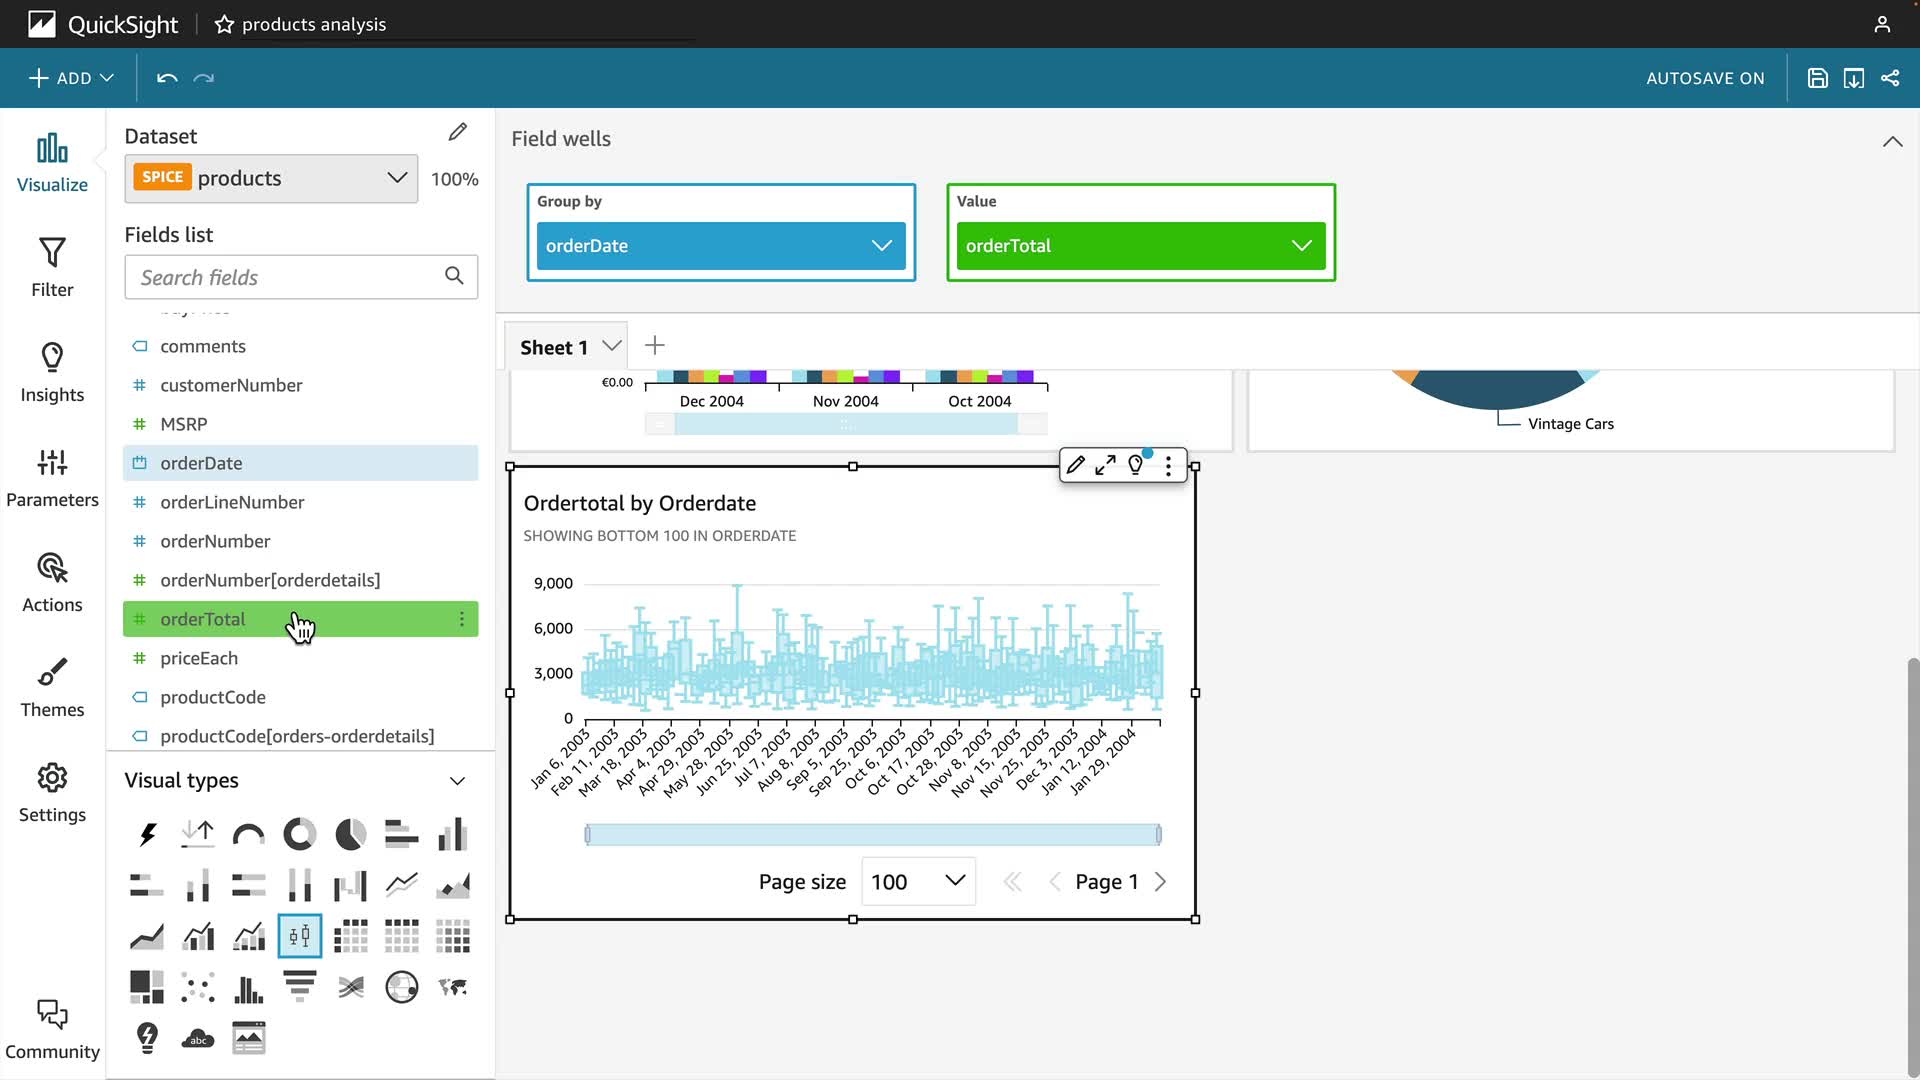 QuickSight
products analysis
ADD
AUTOSAVE ON
Visualize
Filter
Insights
Parameters
Actions
Themes
Settings
Community
Dataset
SPICE products
100%
Fields list
Search fields
comments
customerNumber
MSRP
orderDate
orderLineNumber
orderNumber
orderNumber[orderdetails]
orderTotal
priceEach
productCode
productCode[orders-orderdetails]
Visual types
abc
Field wells
Group by
orderDate
Value
orderTotal
Sheet 1
€0.00
Dec 2004
Nov 2004
Oct 2004
Vintage Cars
Ordertotal by Orderdate
SHOWING BOTTOM 100 IN ORDERDATE
9,000
6,000
3,000
0
Jan 6, 2003
Feb 11, 2003
Mar 18, 2003
Apr 4, 2003
Apr 29, 2003
May 28, 2003
Jun 25, 2003
Jul 7, 2003
Aug 8, 2003
Sep 5, 2003
Sep 25, 2003
Oct 6, 2003
Oct 17, 2003
Oct 28, 2003
Nov 8, 2003
Nov 15, 2003
Nov 25, 2003
Dec 3, 2003
Jan 12, 2004
Jan 29, 2004
Page size
100
Page 1